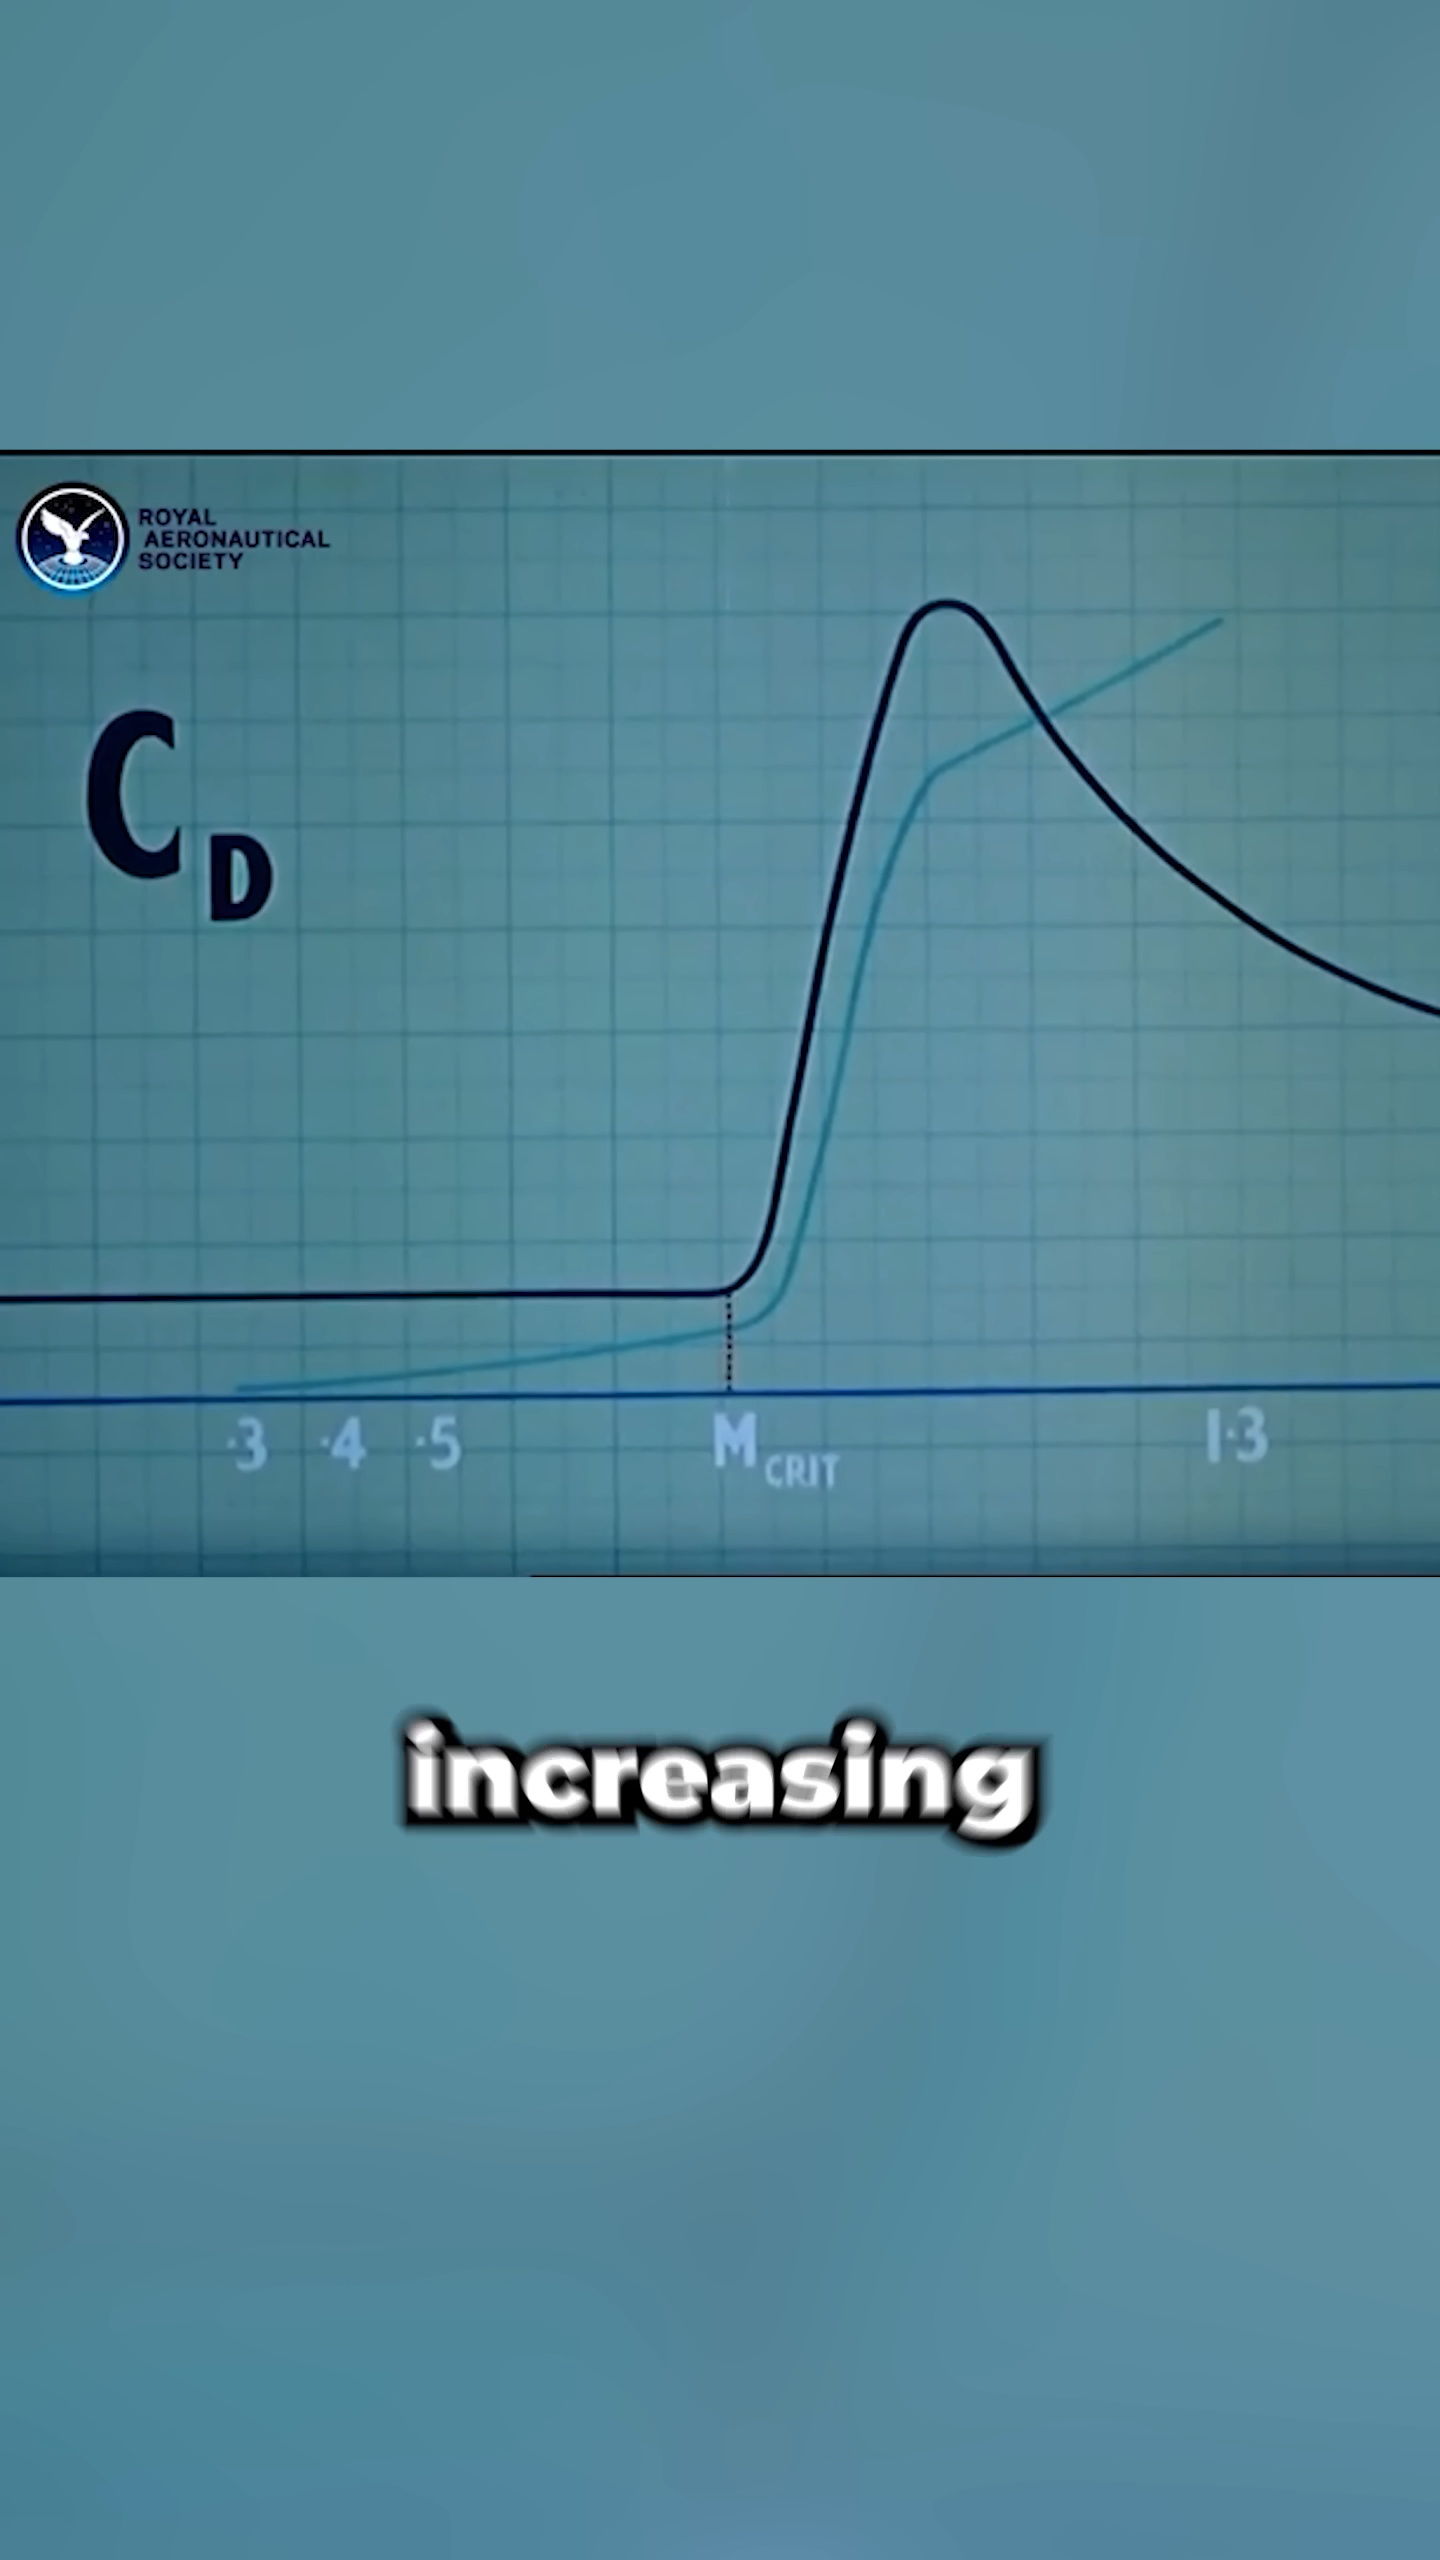 ROYAL
AERONAUTICAL
SOCIETY
CD
·3 ·4 ·5 MCRIT 1·3
increasing